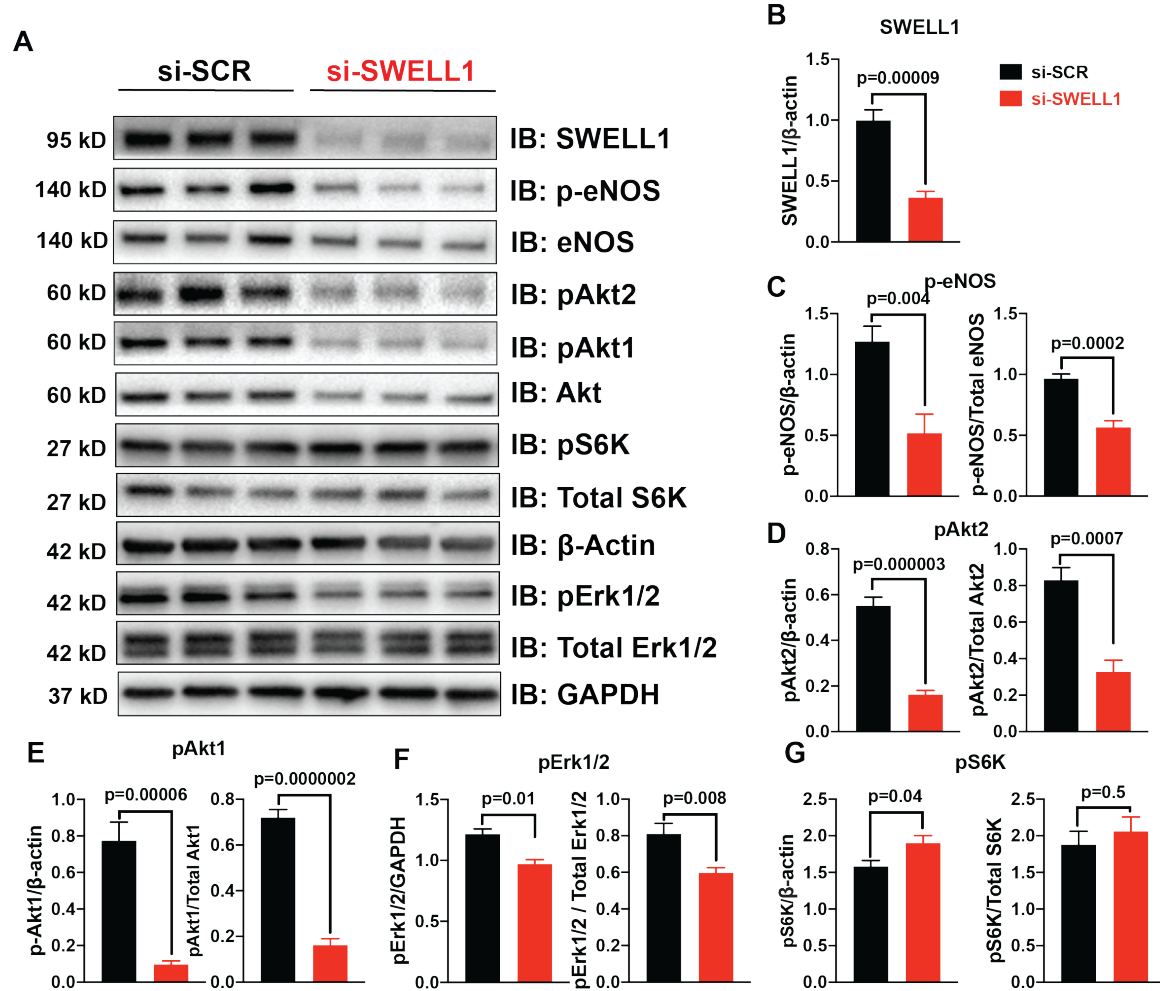 A
si-SCR
si-SWELL1
95 kD
IB: SWELL1
140 kD
IB: p-eNOS
140 kD
IB: eNOS
60 kD
IB: pAkt2
60 kD
IB: pAkt1
60 kD
IB: Akt
27 kD
IB: pS6K
27 kD
IB: Total S6K
42 kD
IB: β-Actin
42 kD
IB: pErk1/2
42 kD
IB: Total Erk1/2
37 kD
IB: GAPDH
B
SWELL1
SWELL1/β-actin
1.5
1.0
0.5
0.0
p=0.00009
si-SCR
si-SWELL1
C
p-eNOS
p-eNOS/β-actin
1.5
1.0
0.5
0.0
p=0.004
p-eNOS/Total eNOS
1.5
1.0
0.5
0.0
p=0.0002
D
pAkt2
pAkt2/β-actin
0.8
0.6
0.4
0.2
0.0
p=0.000003
pAkt2/Total Akt2
1.0
0.8
0.6
0.4
0.2
0.0
p=0.0007
E
pAkt1
p-Akt1/β-actin
1.0
0.8
0.6
0.4
0.2
0.0
p=0.00006
pAkt1/Total Akt1
0.8
0.6
0.4
0.2
0.0
p=0.0000002
F
pErk1/2
pErk1/2/GAPDH
1.5
1.0
0.5
0.0
p=0.01
pErk1/2 / Total Erk1/2
1.0
0.8
0.6
0.4
0.2
0.0
p=0.008
G
pS6K
pS6K/β-actin
2.5
2.0
1.5
1.0
0.5
0.0
p=0.04
pS6K/Total S6K
2.5
2.0
1.5
1.0
0.5
0.0
p=0.5